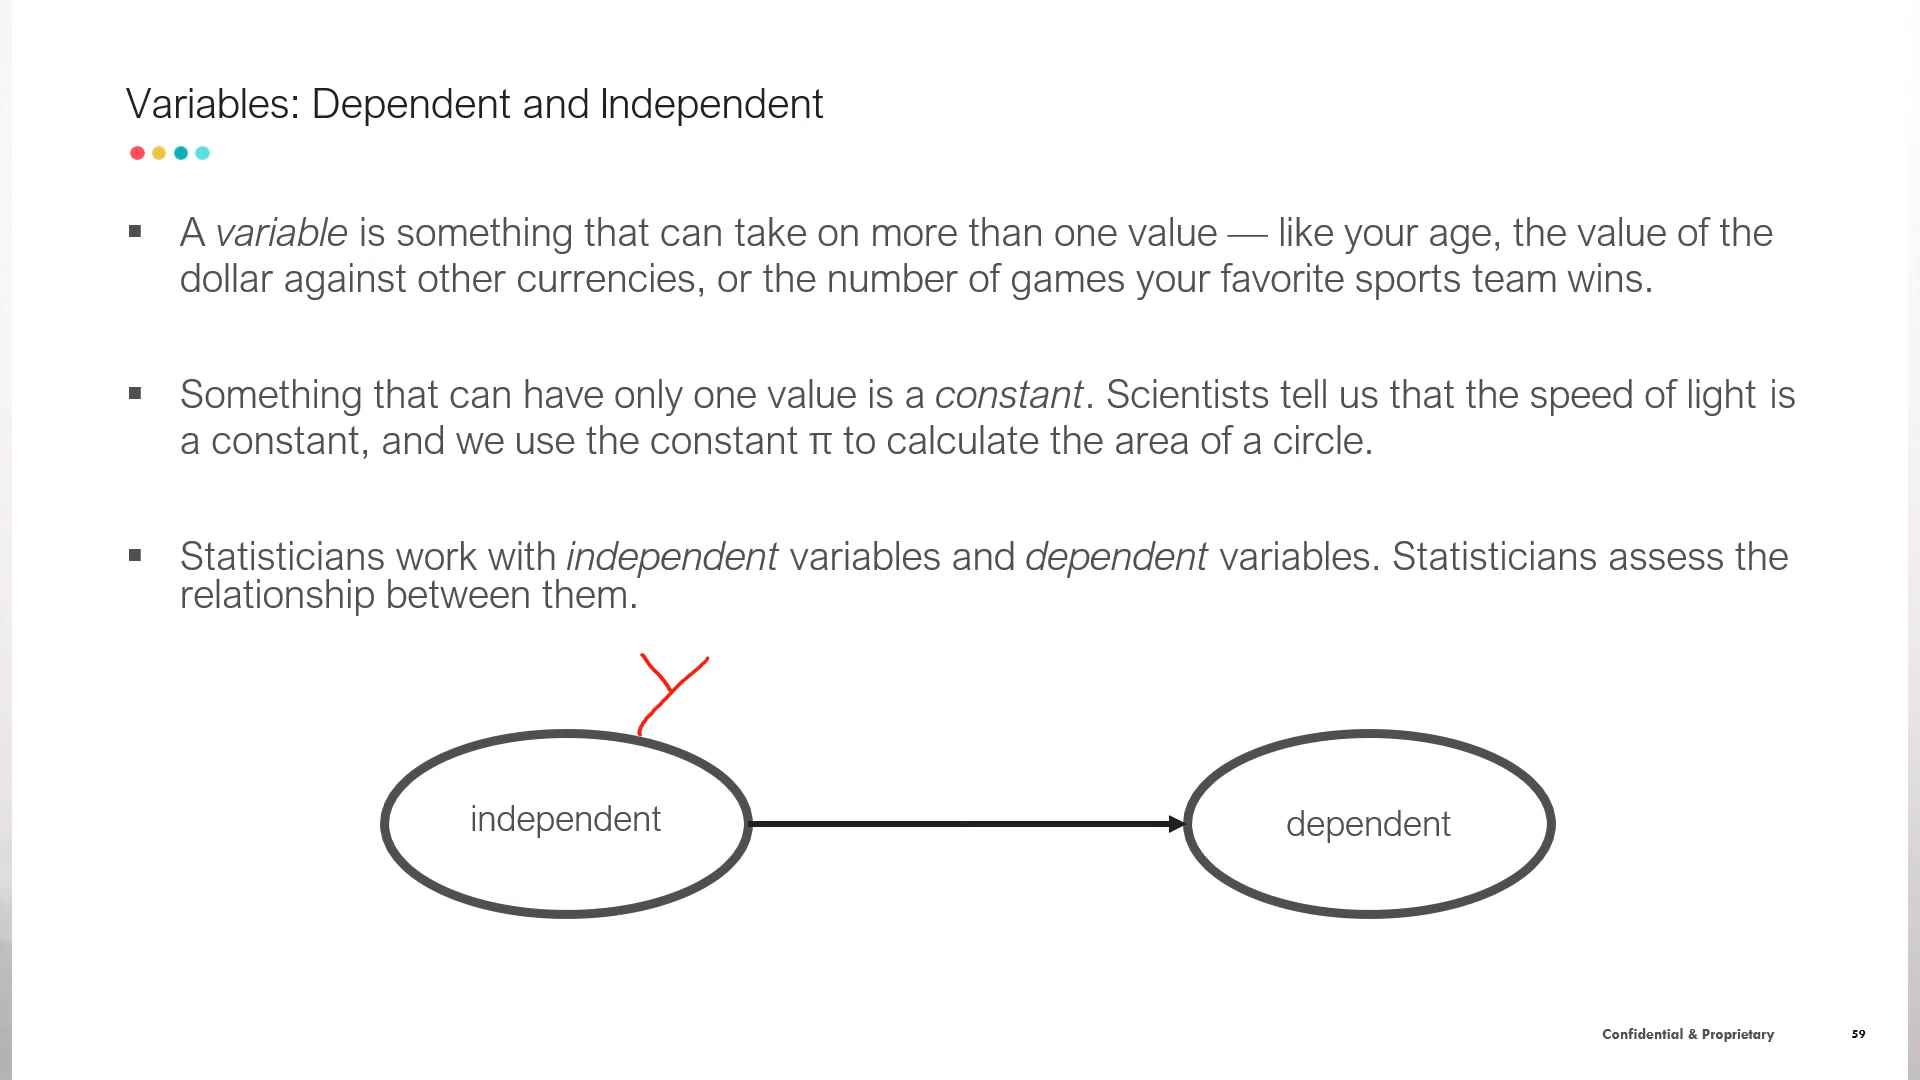 Variables: Dependent and Independent
▪ A variable is something that can take on more than one value — like your age, the value of the
dollar against other currencies, or the number of games your favorite sports team wins.
▪ Something that can have only one value is a constant. Scientists tell us that the speed of light is
a constant, and we use the constant π to calculate the area of a circle.
▪ Statisticians work with independent variables and dependent variables. Statisticians assess the
relationship between them.
Y
independent
dependent
Confidential & Proprietary
59